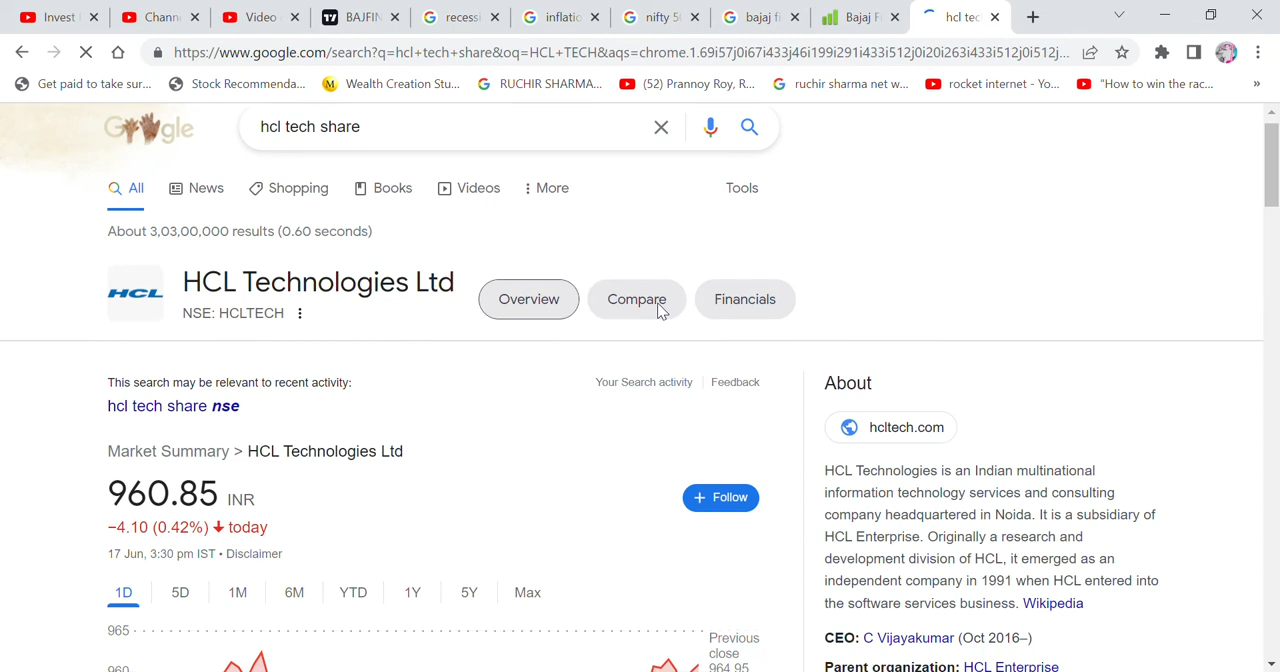 Invest
Channe
Video
BAJFIN
recess
inflatio
nifty 5
bajaj fi
Bajaj F
hcl tec
https://www.google.com/search?q=hcl+tech+share&oq=HCL+TECH&aqs=chrome.1.69i57j0i67i433j46i199i291i433i512j0i20i263i433i512j0i512j...
Get paid to take sur...
Stock Recommenda...
Wealth Creation Stu...
RUCHIR SHARMA...
(52) Prannoy Roy, R...
ruchir sharma net w...
rocket internet - Yo...
"How to win the rac...
»
Google
hcl tech share
All News Shopping Books Videos More Tools
About 3,03,00,000 results (0.60 seconds)
HCL
HCL Technologies Ltd
NSE: HCLTECH
Overview Compare Financials
This search may be relevant to recent activity:
Your Search activity Feedback
hcl tech share nse
Market Summary > HCL Technologies Ltd
960.85 INR
+ Follow
−4.10 (0.42%) ↓ today
17 Jun, 3:30 pm IST • Disclaimer
1D 5D 1M 6M YTD 1Y 5Y Max
965
960
Previous
close
964.95
About
hcltech.com
HCL Technologies is an Indian multinational
information technology services and consulting
company headquartered in Noida. It is a subsidiary of
HCL Enterprise. Originally a research and
development division of HCL, it emerged as an
independent company in 1991 when HCL entered into
the software services business. Wikipedia
CEO: C Vijayakumar (Oct 2016–)
Parent organization: HCL Enterprise